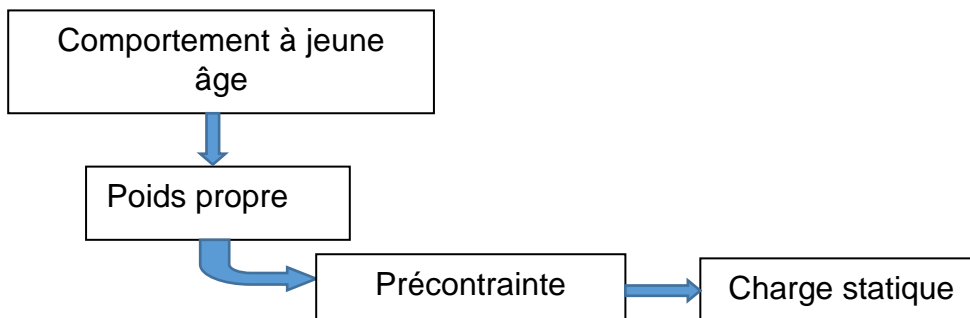 Comportement à jeune
âge
Poids propre
Précontrainte
Charge statique